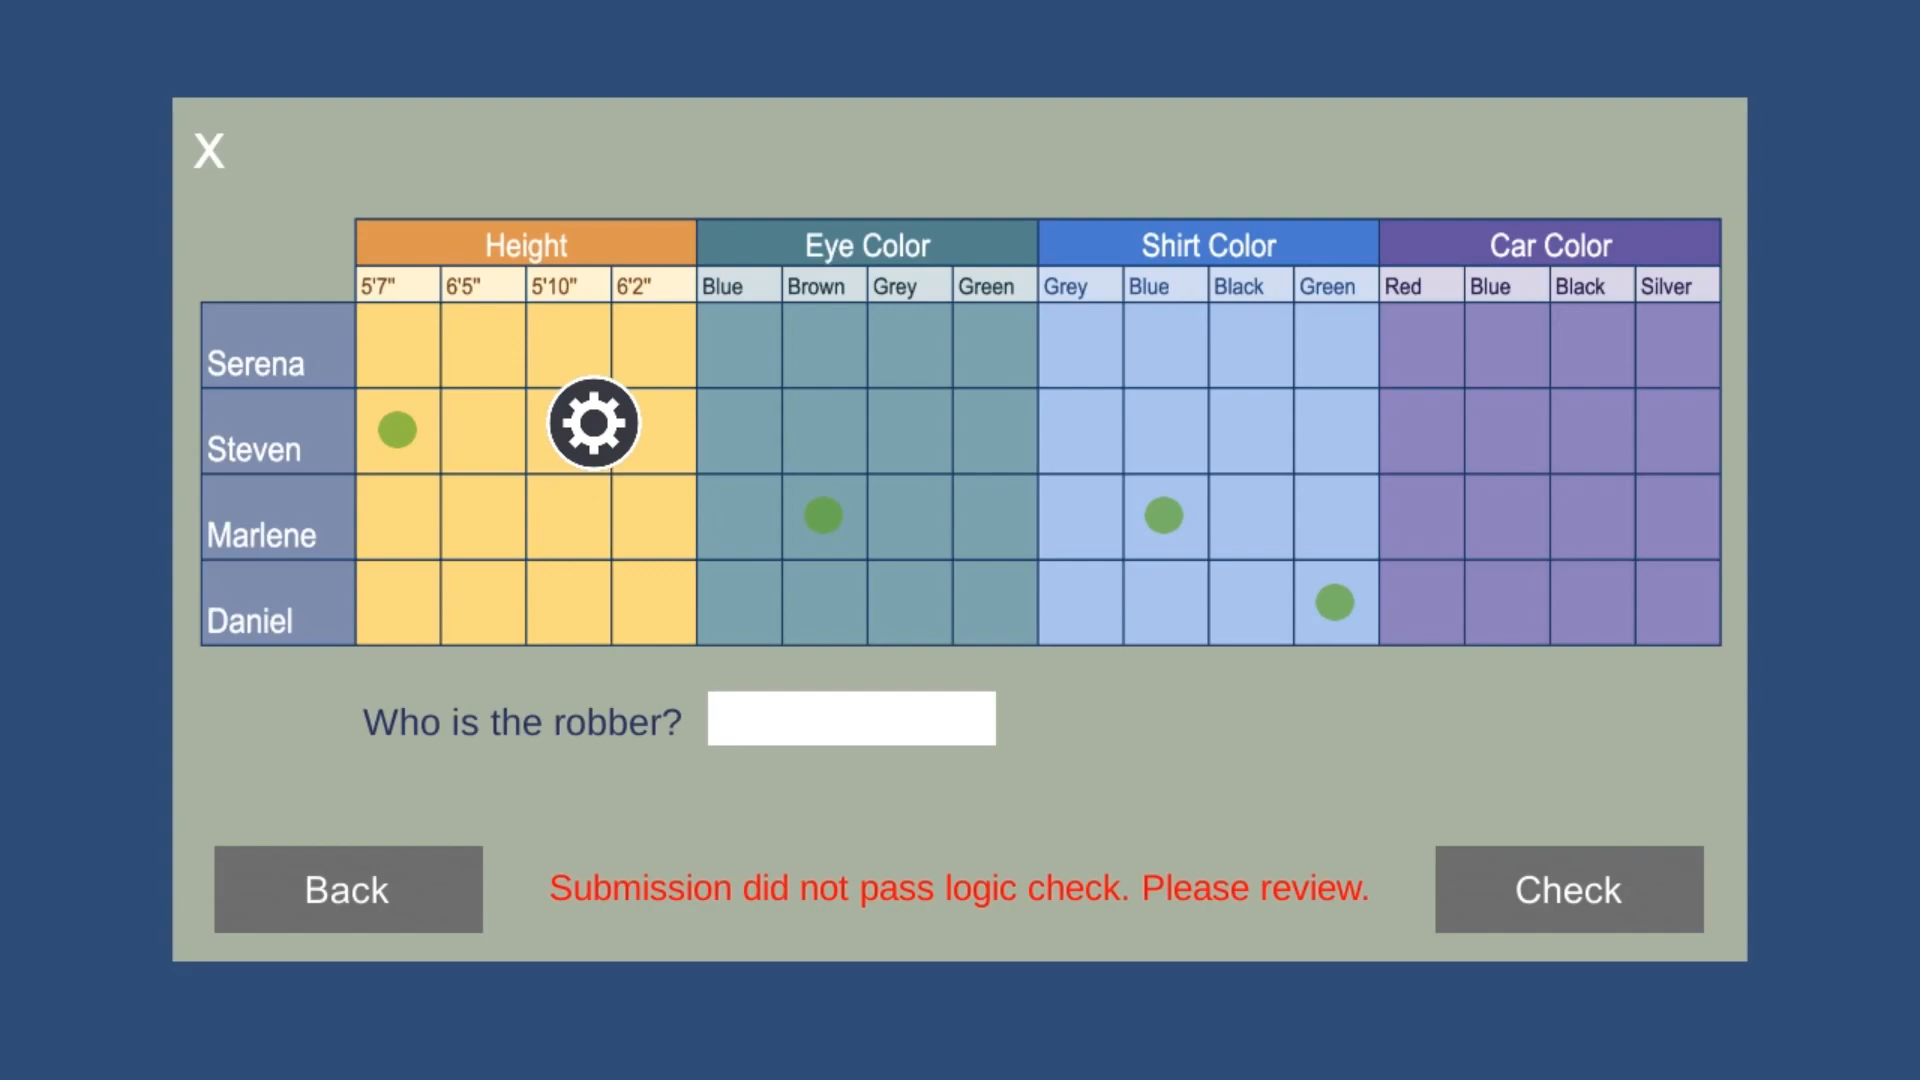 X
Height Eye Color Shirt Color Car Color
5'7" 6'5" 5'10" 6'2" Blue Brown Grey Green Grey Blue Black Green Red Blue Black Silver
Serena
Steven
Marlene
Daniel
Who is the robber?
Back Submission did not pass logic check. Please review. Check